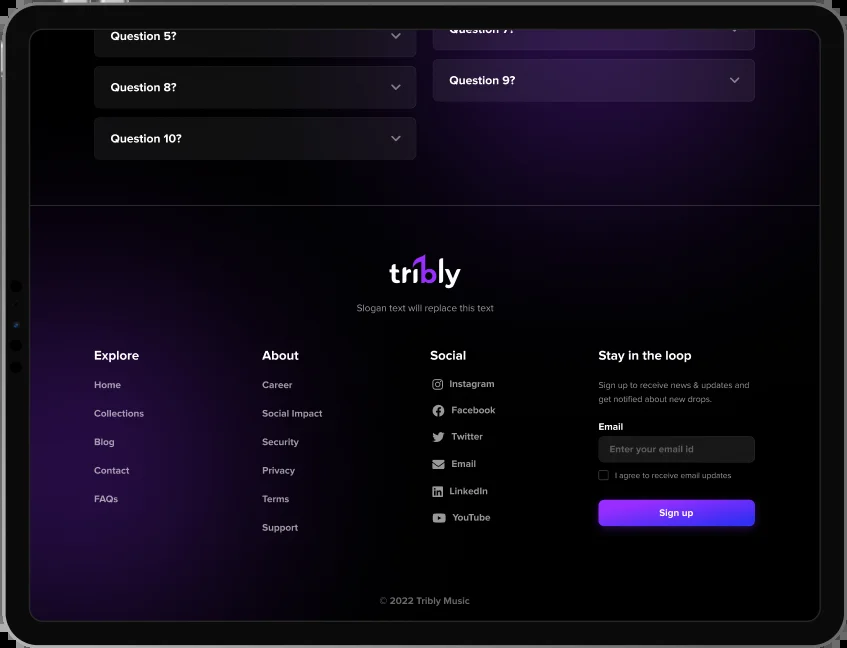 Question 5?
Question 7?
Question 8?
Question 9?
Question 10?
tribly
Slogan text will replace this text
Explore
Home
Collections
Blog
Contact
FAQs
About
Career
Social Impact
Security
Privacy
Terms
Support
Social
Instagram
Facebook
Twitter
Email
LinkedIn
YouTube
Stay in the loop
Sign up to receive news & updates and
get notified about new drops.
Email
Enter your email id
I agree to receive email updates
Sign up
© 2022 Tribly Music